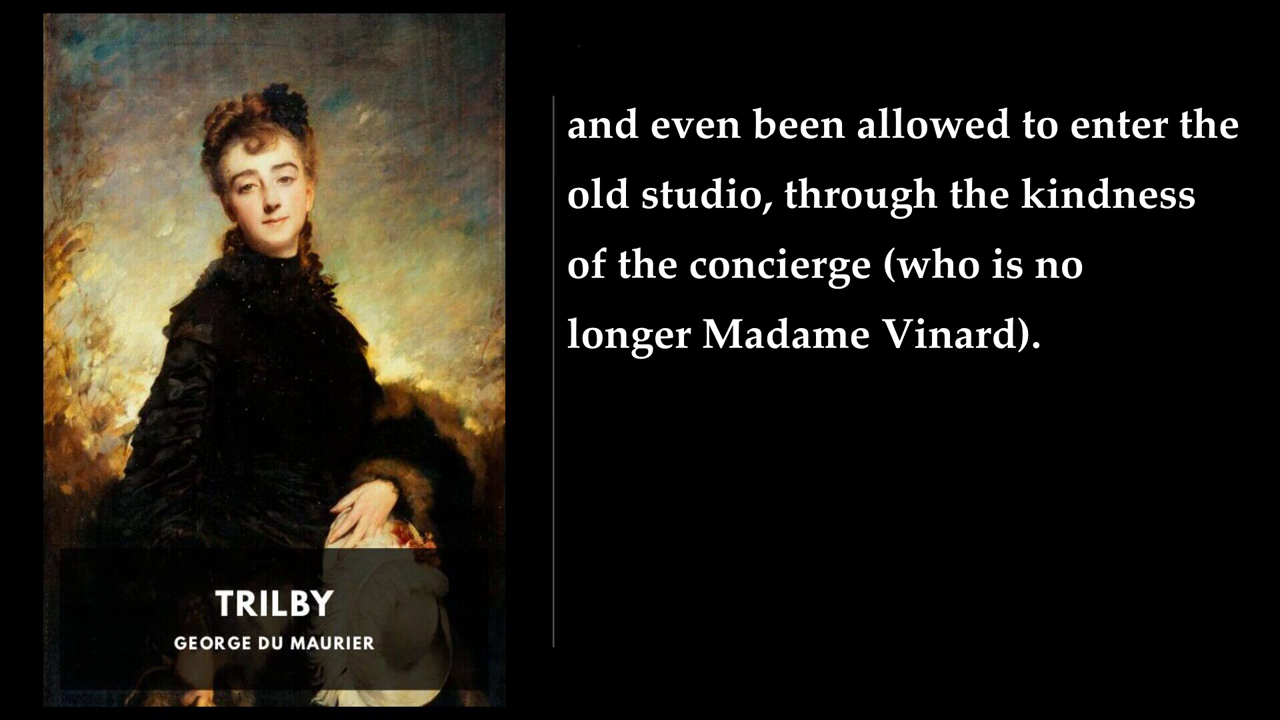 and even been allowed to enter the
old studio, through the kindness
of the concierge (who is no
longer Madame Vinard).
TRILBY
GEORGE DU MAURIER